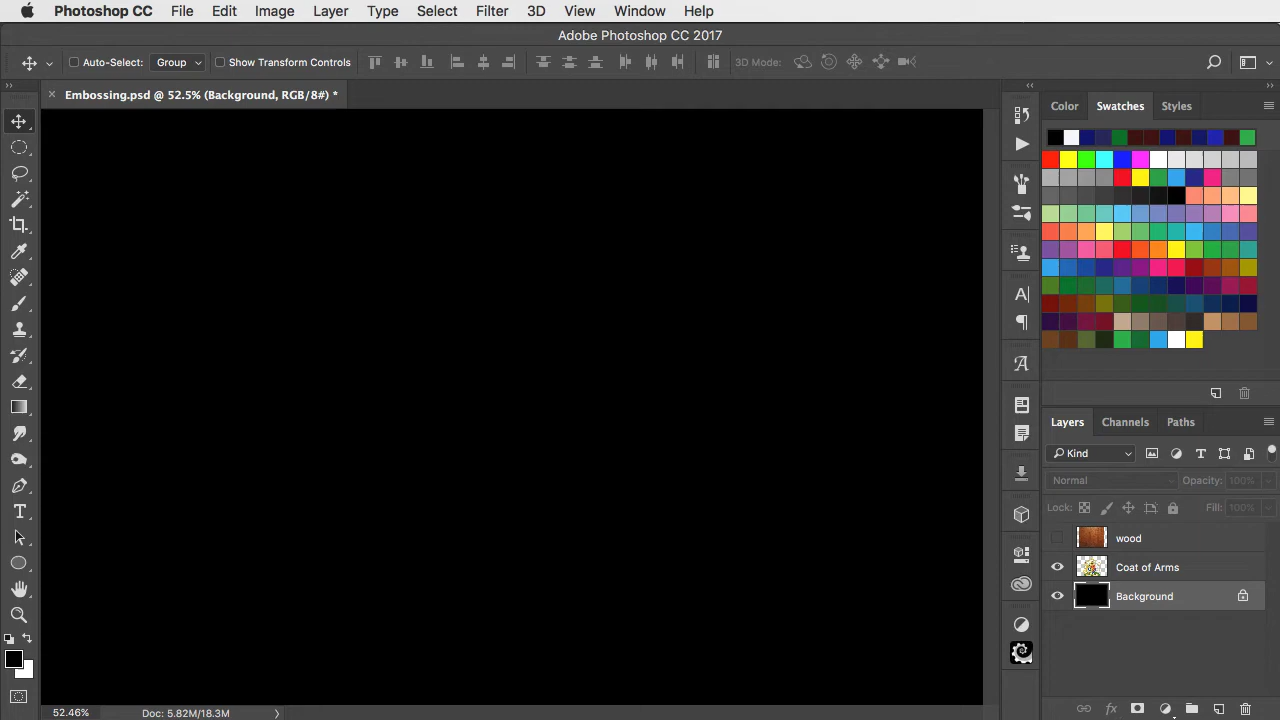 Photoshop CC File Edit Image Layer Type Select Filter 3D View Window Help
Adobe Photoshop CC 2017
Auto-Select: Group Show Transform Controls 3D Mode:
Embossing.psd @ 52.5% (Background, RGB/8#) *
Color Swatches Styles
Layers Channels Paths
Kind
Normal Opacity: 100%
Lock: Fill: 100%
wood
Coat of Arms
Background
52.46% Doc: 5.82M/18.3M